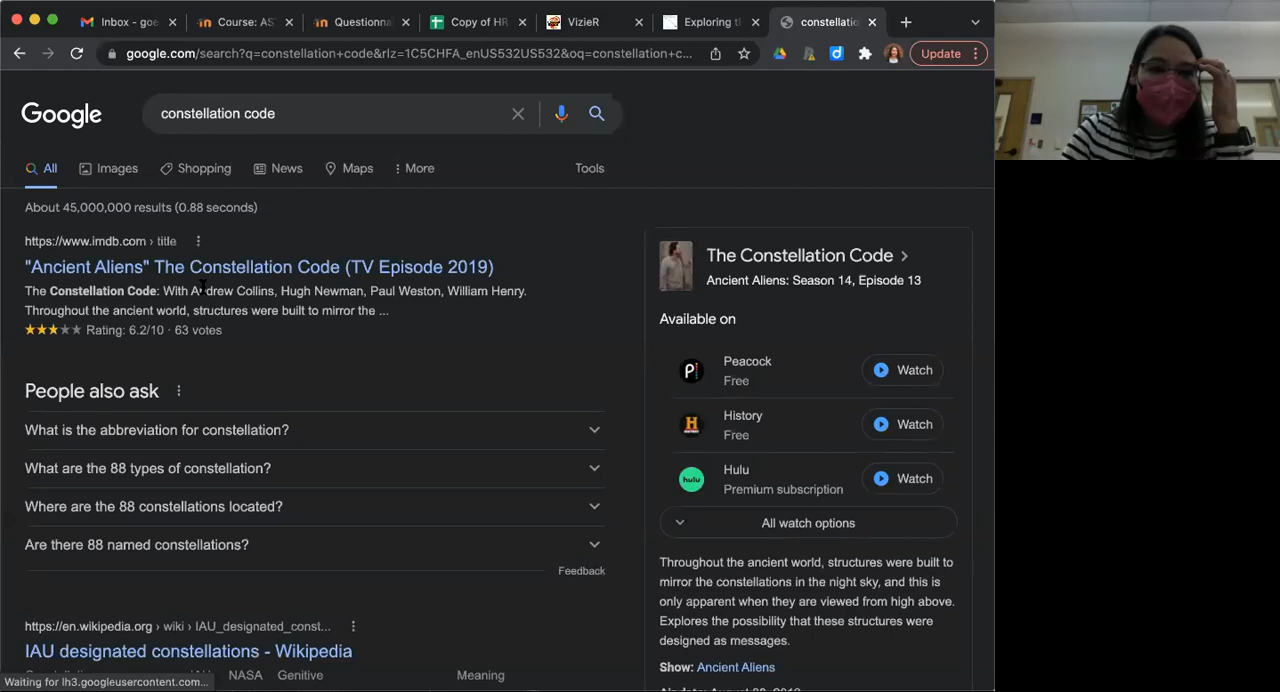 Inbox - goe
Course: AS
Questionna
Copy of HR
VizieR
Exploring th
constellatio
google.com/search?q=constellation+code&rlz=1C5CHFA_enUS532US532&oq=constellation+c...
Update
Google
constellation code
All
Images
Shopping
News
Maps
More
Tools
About 45,000,000 results (0.88 seconds)
https://www.imdb.com › title
"Ancient Aliens" The Constellation Code (TV Episode 2019)
The Constellation Code: With Andrew Collins, Hugh Newman, Paul Weston, William Henry.
Throughout the ancient world, structures were built to mirror the ...
Rating: 6.2/10 · 63 votes
People also ask
What is the abbreviation for constellation?
What are the 88 types of constellation?
Where are the 88 constellations located?
Are there 88 named constellations?
Feedback
https://en.wikipedia.org › wiki › IAU_designated_const...
IAU designated constellations - Wikipedia
NASA Genitive Meaning
Waiting for lh3.googleusercontent.com...
The Constellation Code
Ancient Aliens: Season 14, Episode 13
Available on
Peacock
Free
Watch
History
Free
Watch
hulu
Hulu
Premium subscription
Watch
All watch options
Throughout the ancient world, structures were built to
mirror the constellations in the night sky, and this is
only apparent when they are viewed from high above.
Explores the possibility that these structures were
designed as messages.
Show: Ancient Aliens